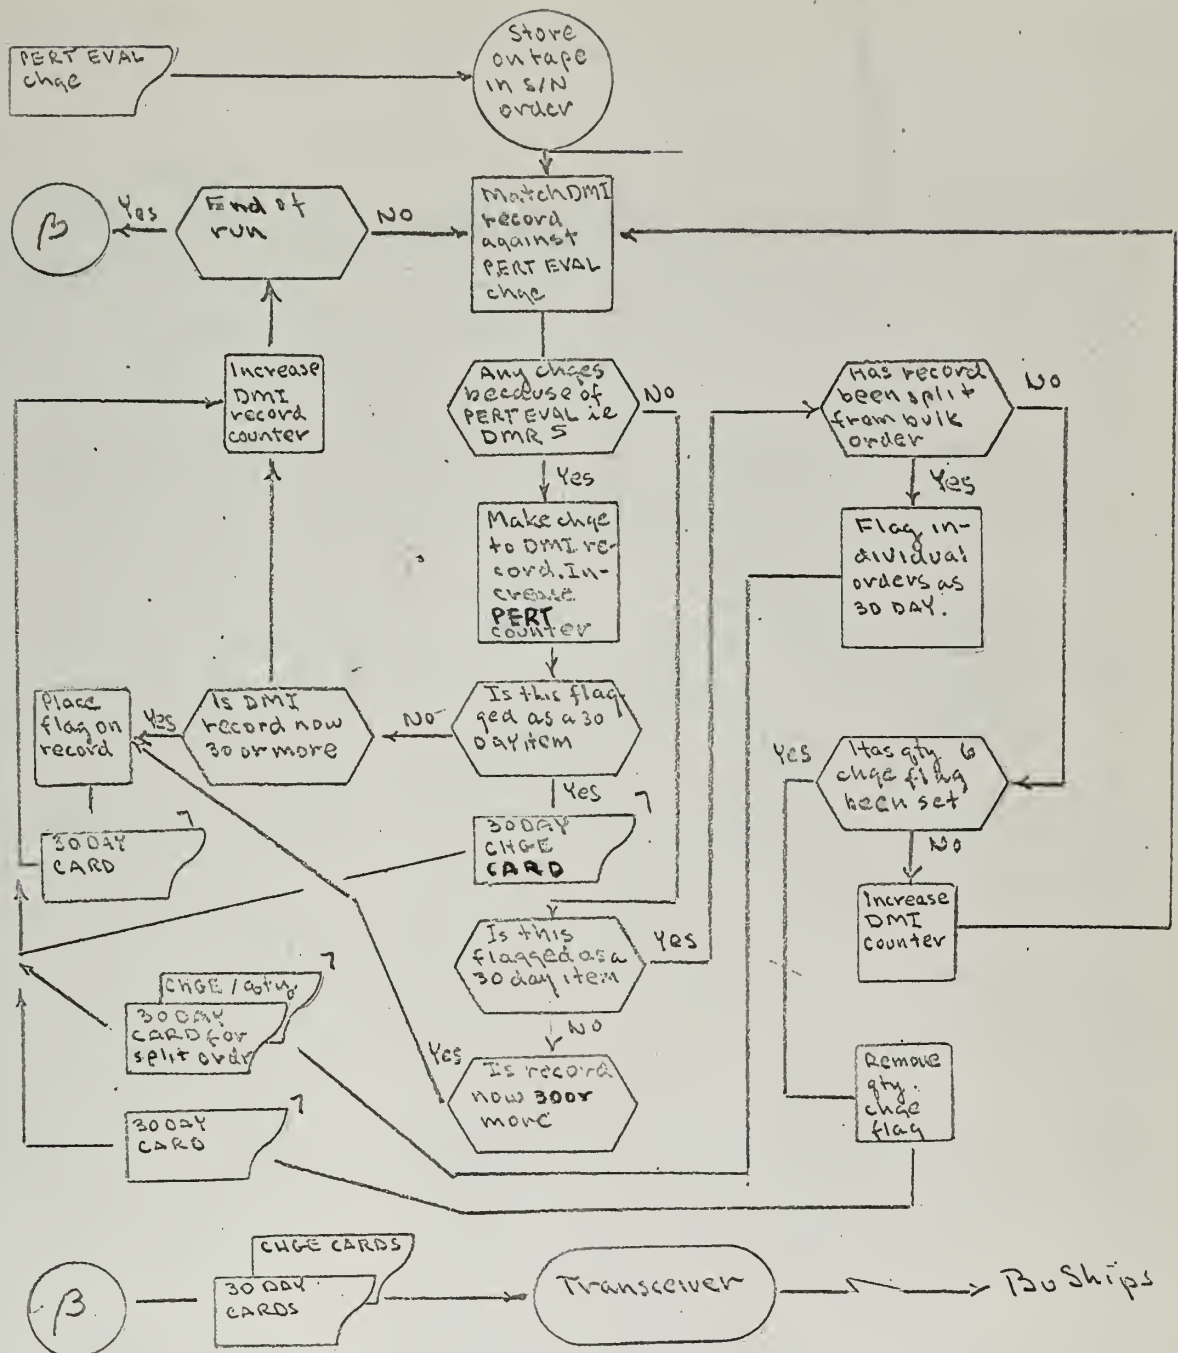 PERT EVAL
chge
Store
on tape
in S/N
order
β
Yes
End of
run
NO
Match DMI
record
against
PERT EVAL
chge
Increase
DMI
record
counter
Any chges
because of
PERT EVAL ie
DMR 5
NO
Has record
been split
from bulk
order
NO
Yes
Make chge
to DMI re-
cord. In-
crease
PERT
counter
Yes
Flag in-
dividual
orders as
30 DAY.
Place
flag on
record
Yes
Is DMI
record now
30 or more
NO
Is this flag-
ged as a 30
DAY item
Yes
Has qty 6
chge flag
been set
Yes
NO
30 DAY
CARD
7
30 DAY
CHGE
CARD
7
Increase
DMI
counter
Is this
flagged as a
30 day item
Yes
NO
CHGE / qty.
7
30 DAY
CARD for
split ordr
Yes
Is record
now 30 or
more
Remove
qty.
chge
flag
30 DAY
CARD
7
β
CHGE CARDS
30 DAY
CARDS
Transceiver
BuShips